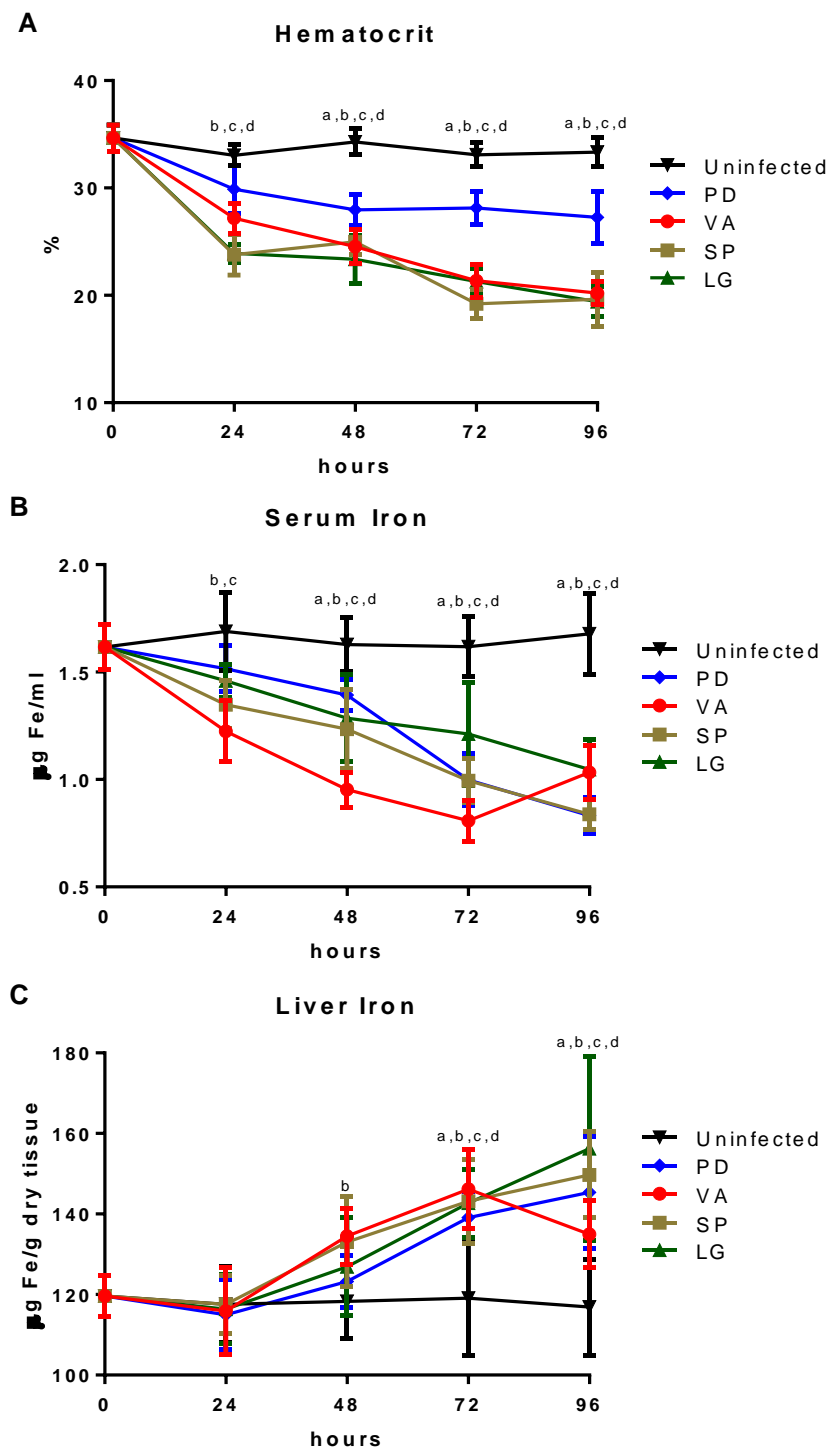 A
Hematocrit
40
30
20
10
%
b,c,d
a,b,c,d
a,b,c,d
a,b,c,d
0 24 48 72 96
hours
Uninfected
PD
VA
SP
LG
B
Serum Iron
2.0
1.5
1.0
0.5
µg Fe/ml
b,c
a,b,c,d
a,b,c,d
a,b,c,d
0 24 48 72 96
hours
Uninfected
PD
VA
SP
LG
C
Liver Iron
180
160
140
120
100
µg Fe/g dry tissue
b
a,b,c,d
a,b,c,d
0 24 48 72 96
hours
Uninfected
PD
VA
SP
LG